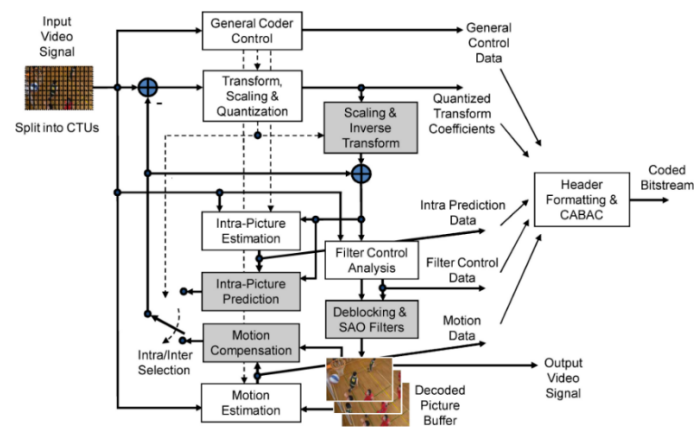 Input
Video
Signal
Split into CTUs
General Coder
Control
Transform,
Scaling &
Quantization
Scaling &
Inverse
Transform
General
Control
Data
Quantized
Transform
Coefficients
Intra-Picture
Estimation
Intra-Picture
Prediction
Filter Control
Analysis
Deblocking &
SAO Filters
Intra Prediction
Data
Filter Control
Data
Motion
Data
Header
Formatting &
CABAC
Coded
Bitstream
Motion
Compensation
Intra/Inter
Selection
Motion
Estimation
Decoded
Picture
Buffer
Output
Video
Signal